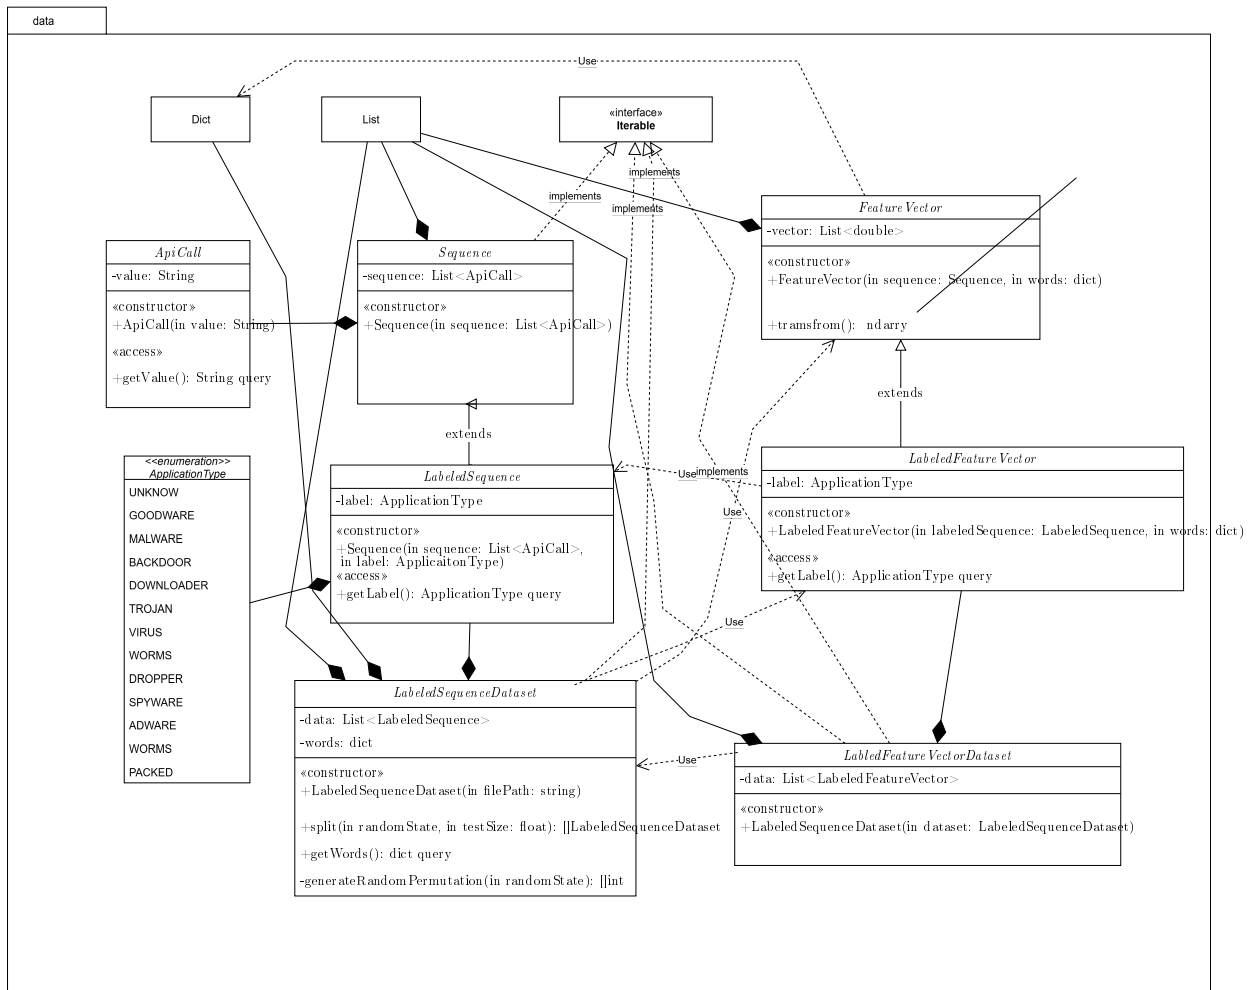 data
Use
Dict
List
«interface»
Iterable
implements
implements
implements
FeatureVector
-vector: List<double>
«constructor»
+FeatureVector(in sequence: Sequence, in words: dict)
+tramsfrom(): ndarry
ApiCall
-value: String
«constructor»
+ApiCall(in value: String)
«access»
+getValue(): String query
Sequence
-sequence: List<ApiCall>
«constructor»
+Sequence(in sequence: List<ApiCall>)
extends
extends
<<enumeration>>
ApplicationType
UNKNOW
GOODWARE
MALWARE
BACKDOOR
DOWNLOADER
TROJAN
VIRUS
WORMS
DROPPER
SPYWARE
ADWARE
WORMS
PACKED
LabeledSequence
-label: ApplicationType
«constructor»
+Sequence(in sequence: List<ApiCall>,
in label: ApplicaitonType)
«access»
+getLabel(): ApplicationType query
Use
implements
Use
LabeledFeatureVector
-label: ApplicationType
«constructor»
+LabeledFeatureVector(in labeledSequence: LabeledSequence, in words: dict)
«access»
+getLabel(): ApplicationType query
Use
LabeledSequenceDataset
-data: List<LabeledSequence>
-words: dict
«constructor»
+LabeledSequenceDataset(in filePath: string)
+split(in randomState, in testSize: float): []LabeledSequenceDataset
+getWords(): dict query
-generateRandomPermutation(in randomState): []int
Use
LabledFeatureVectorDataset
-data: List<LabeledFeatureVector>
«constructor»
+LabeledSequenceDataset(in dataset: LabeledSequenceDataset)